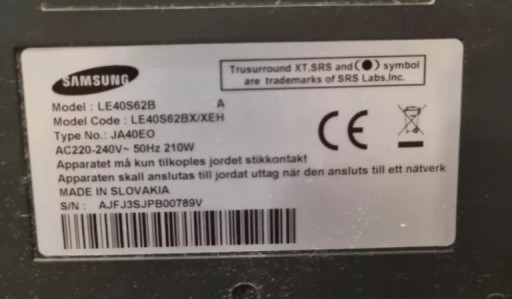 SAMSUNG
Trusurround XT, SRS and (●) symbol
are trademarks of SRS Labs,Inc.
Model : LE40S62B A
Model Code : LE40S62BX/XEH
Type No.: JA40EO
AC220-240V~ 50Hz 210W
Apparatet må kun tilkoples jordet stikkontakt
Apparaten skall anslutas till jordat uttag när den ansluts till ett nätverk
MADE IN SLOVAKIA
S/N : AJFJ3SJPB00789V
CE